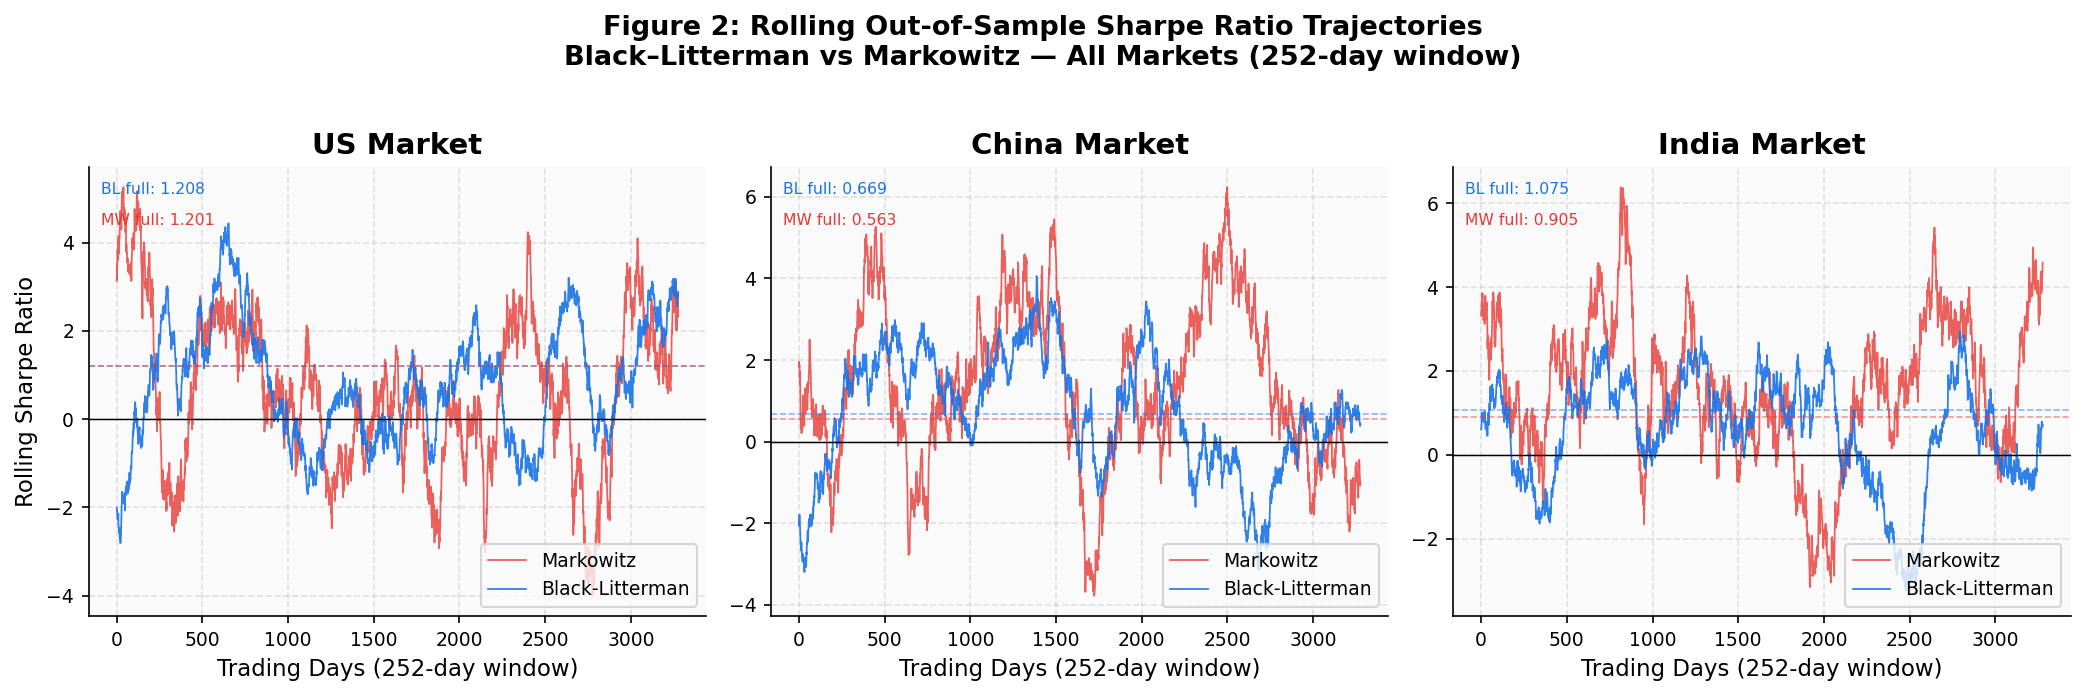 Figure 2: Rolling Out-of-Sample Sharpe Ratio Trajectories
Black–Litterman vs Markowitz — All Markets (252-day window)
US Market
BL full: 1.208
MW full: 1.201
4
2
0
−2
−4
Rolling Sharpe Ratio
0 500 1000 1500 2000 2500 3000
Trading Days (252-day window)
Markowitz
Black-Litterman
China Market
BL full: 0.669
MW full: 0.563
6
4
2
0
−2
−4
0 500 1000 1500 2000 2500 3000
Trading Days (252-day window)
Markowitz
Black-Litterman
India Market
BL full: 1.075
MW full: 0.905
6
4
2
0
−2
0 500 1000 1500 2000 2500 3000
Trading Days (252-day window)
Markowitz
Black-Litterman